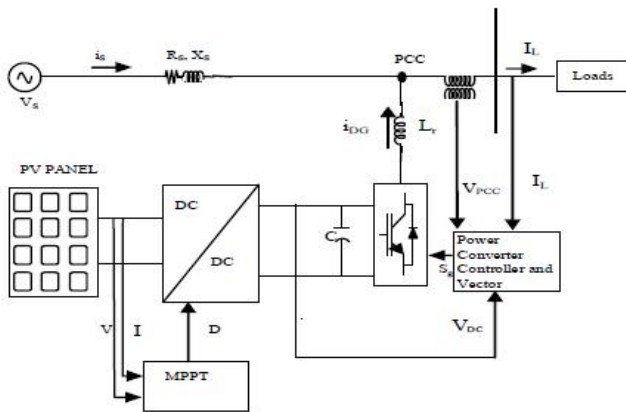 iS
RS, XS
PCC
IL
Loads
VS
iDG
Lr
PV PANEL
VPCC
IL
DC
DC
C
Power
Converter
Controller and
Vector
Sg
V
I
D
VDC
MPPT